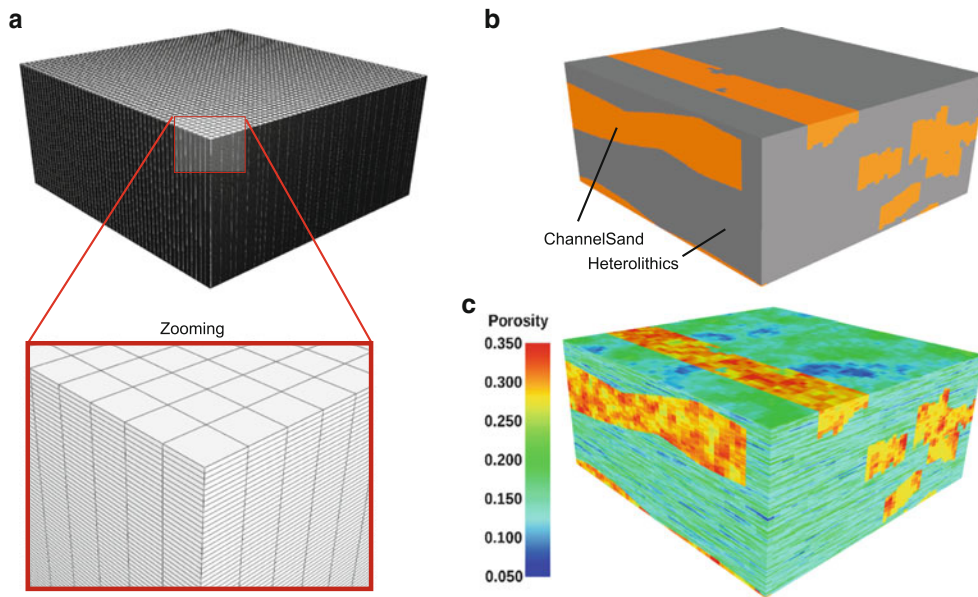 a
Zooming
b
ChannelSand
Heterolithics
c
Porosity
0.350
0.300
0.250
0.200
0.150
0.100
0.050